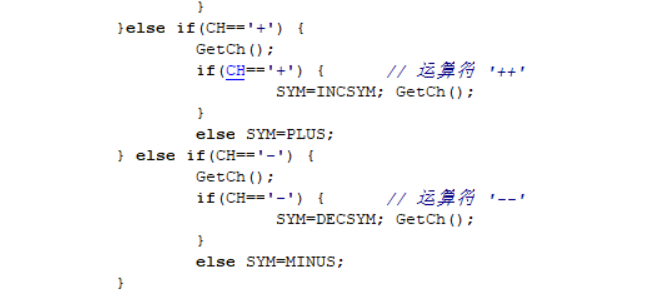 }
}else if(CH=='+') {
GetCh();
if(CH=='+') { // 运算符 '++'
SYM=INCSYM; GetCh();
}
else SYM=PLUS;
} else if(CH=='-') {
GetCh();
if(CH=='-') { // 运算符 '--'
SYM=DECSYM; GetCh();
}
else SYM=MINUS;
}